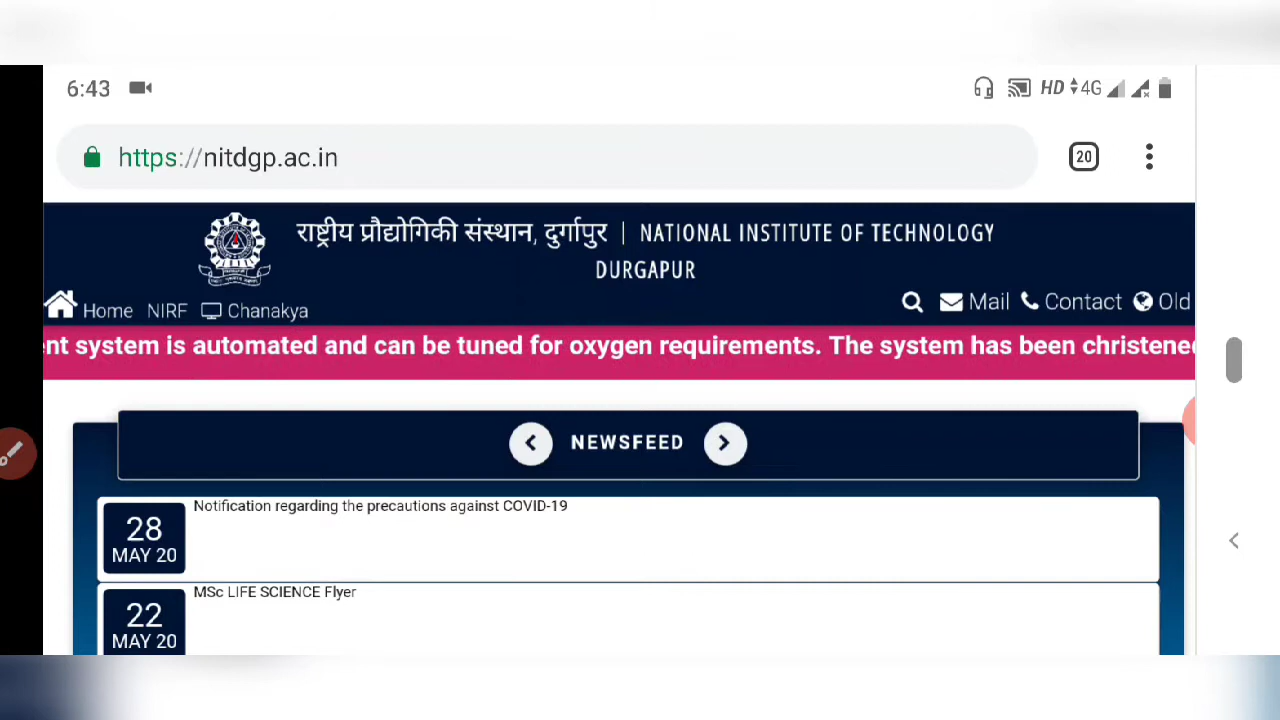 6:43 HD 4G
https://nitdgp.ac.in 20
राष्ट्रीय प्रौद्योगिकी संस्थान, दुर्गापुर | NATIONAL INSTITUTE OF TECHNOLOGY
DURGAPUR
Home NIRF Chanakya Mail Contact Old
nt system is automated and can be tuned for oxygen requirements. The system has been christene
NEWSFEED
28 Notification regarding the precautions against COVID-19
MAY 20
22 MSc LIFE SCIENCE Flyer
MAY 20